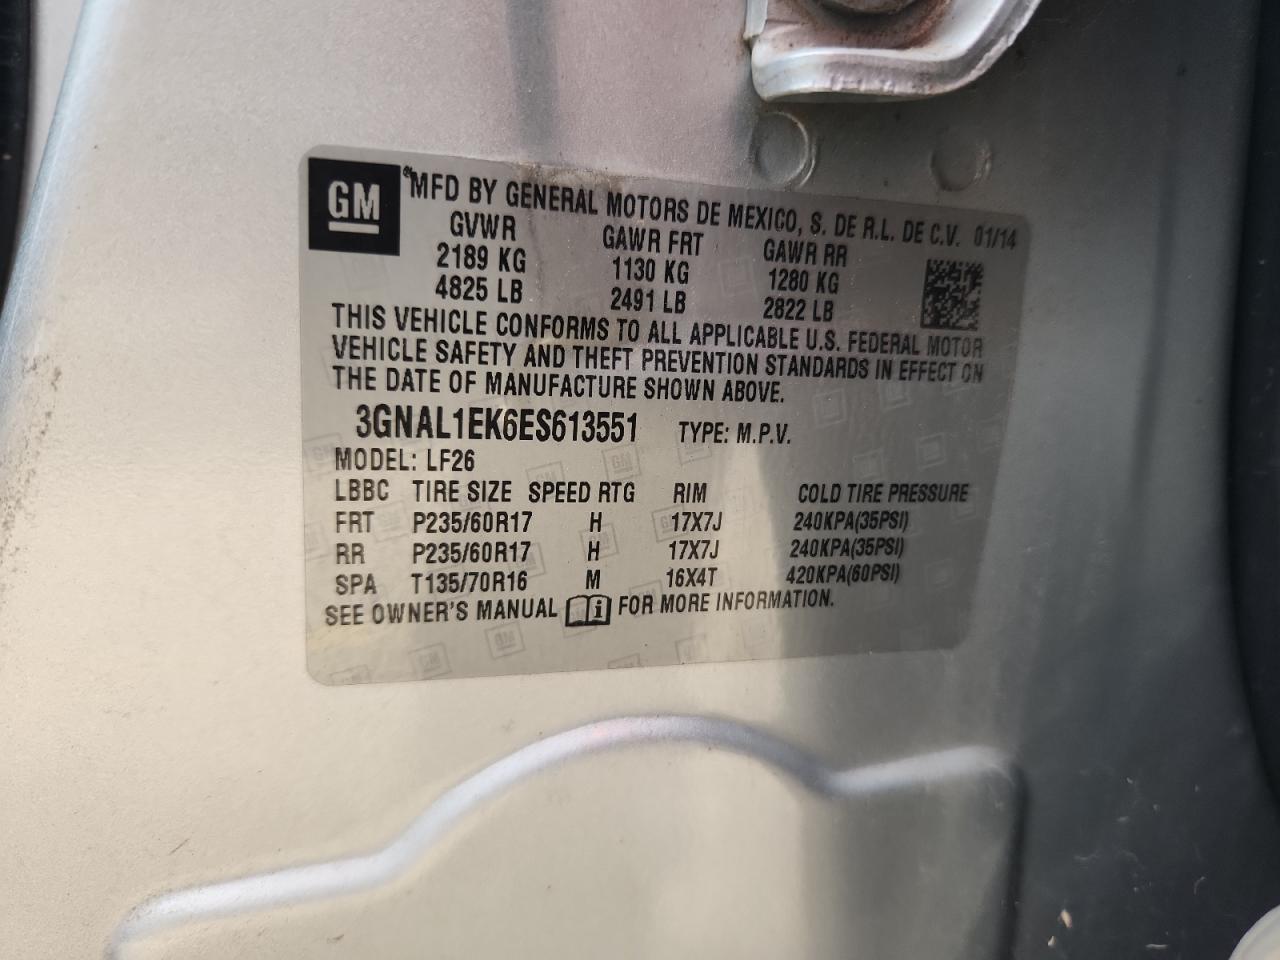 GM
MFD BY GENERAL MOTORS DE MEXICO, S. DE R.L. DE C.V. 01/14
GVWR GAWR FRT GAWR RR
2189 KG 1130 KG 1280 KG
4825 LB 2491 LB 2822 LB
THIS VEHICLE CONFORMS TO ALL APPLICABLE U.S. FEDERAL MOTOR
VEHICLE SAFETY AND THEFT PREVENTION STANDARDS IN EFFECT ON
THE DATE OF MANUFACTURE SHOWN ABOVE.
3GNAL1EK6ES613551 TYPE: M.P.V.
MODEL: LF26
LBBC TIRE SIZE SPEED RTG RIM COLD TIRE PRESSURE
FRT P235/60R17 H 17X7J 240KPA(35PSI)
RR P235/60R17 H 17X7J 240KPA(35PSI)
SPA T135/70R16 M 16X4T 420KPA(60PSI)
SEE OWNER'S MANUAL FOR MORE INFORMATION.